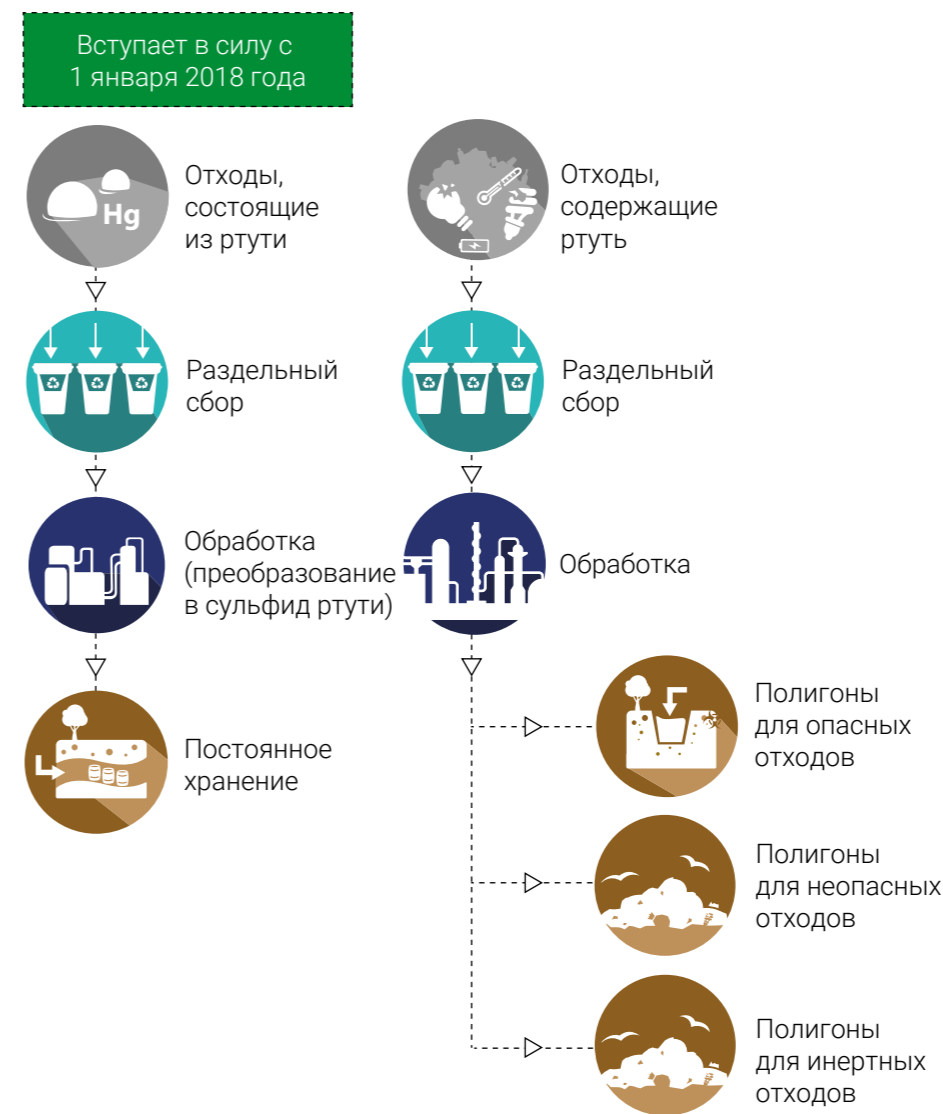 Вступает в силу с
1 января 2018 года
Hg
Отходы,
состоящие
из ртути
Отходы,
содержащие
ртуть
Раздельный
сбор
Раздельный
сбор
Обработка
(преобразование
в сульфид ртути)
Обработка
Постоянное
хранение
Полигоны
для опасных
отходов
Полигоны
для неопасных
отходов
Полигоны
для инертных
отходов